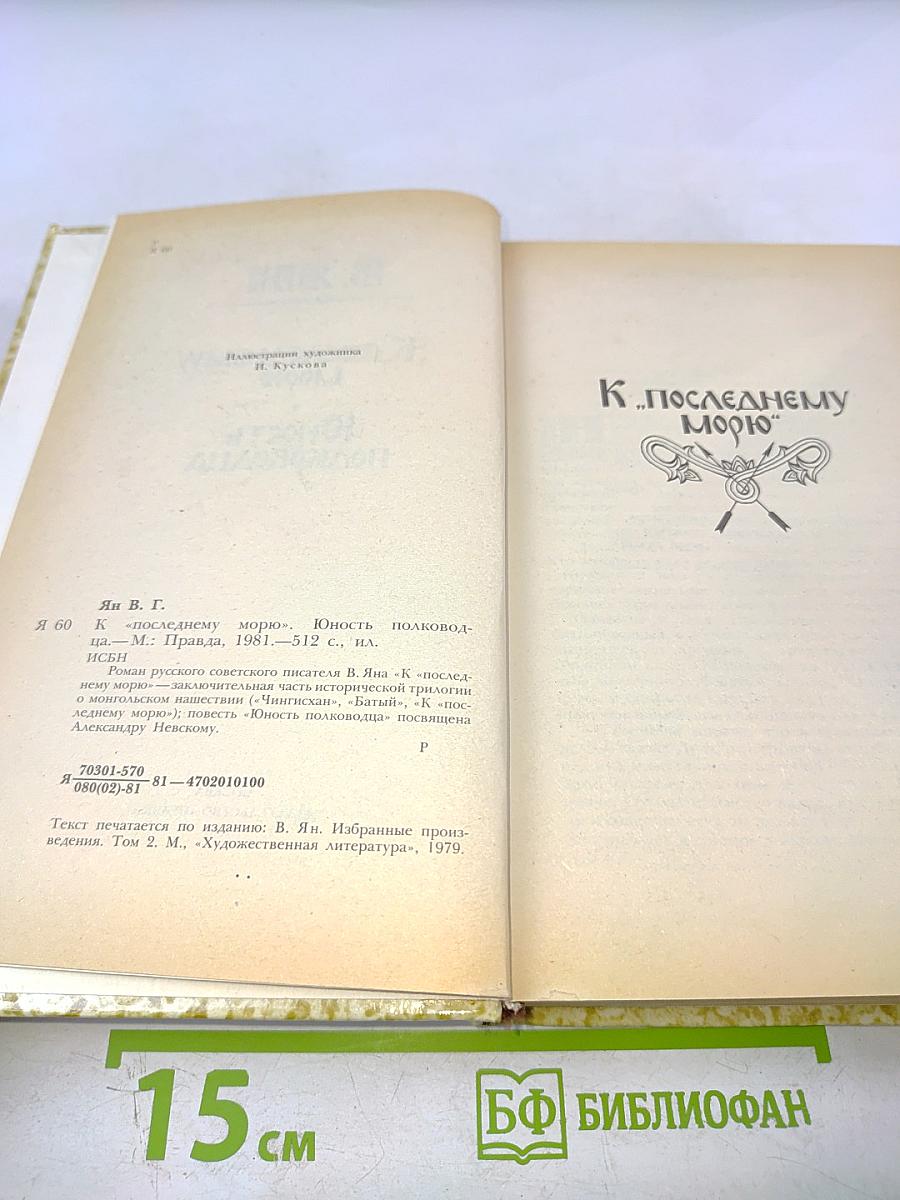 Я 60
Иллюстрации художника
И. Кускова
Ян В. Г.
Я 60 К «последнему морю». Юность полковод-
ца.— М.: Правда, 1981.—512 с., ил.
ИСБН
Роман русского советского писателя В. Яна «К «послед-
нему морю» — заключительная часть исторической трилогии
о монгольском нашествии («Чингисхан», «Батый», «К «пос-
леднему морю»); повесть «Юность полководца» посвящена
Александру Невскому.
Р
Я 70301-570
080(02)-81 81—4702010100
Текст печатается по изданию: В. Ян. Избранные произ-
ведения. Том 2. М., «Художественная литература», 1979.
К „последнему
морю“
15 см
БФ БИБЛИОФАН